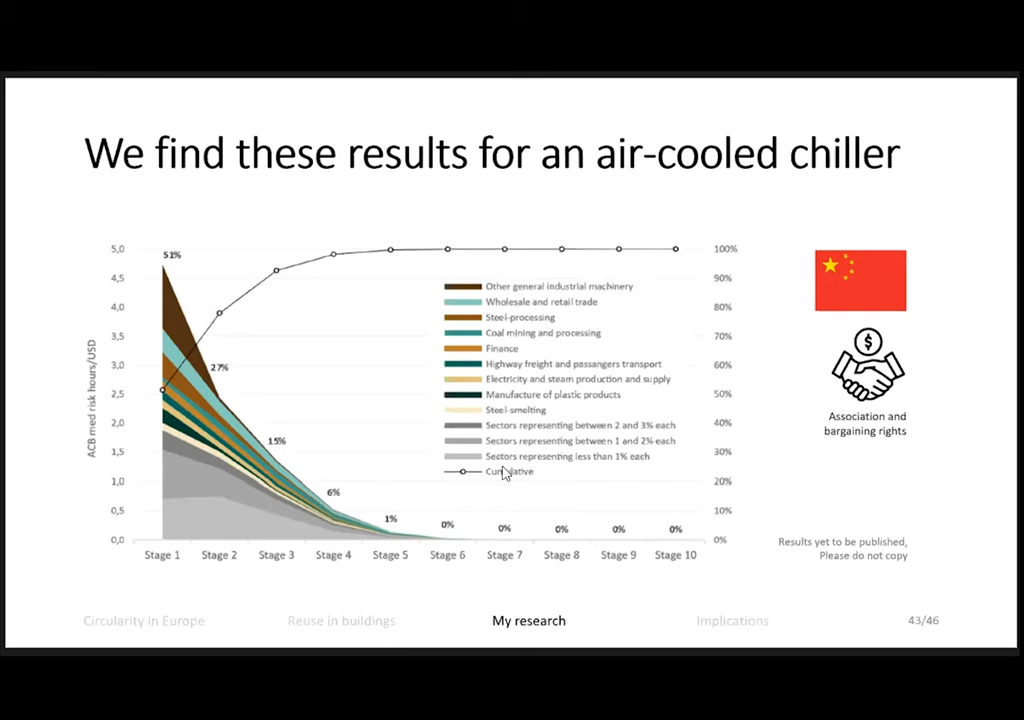 We find these results for an air-cooled chiller
5,0
4,5
4,0
3,5
3,0
2,5
2,0
1,5
1,0
0,5
0,0
ACB med risk hours/USD
51%
27%
15%
6%
1%
0%
0%
0%
0%
0%
Other general industrial machinery
Wholesale and retail trade
Steel-processing
Coal mining and processing
Finance
Highway freight and passengers transport
Electricity and steam production and supply
Manufacture of plastic products
Steel-smelting
Sectors representing between 2 and 3% each
Sectors representing between 1 and 2% each
Sectors representing less than 1% each
Cumulative
100%
90%
80%
70%
60%
50%
40%
30%
20%
10%
0%
Stage 1 Stage 2 Stage 3 Stage 4 Stage 5 Stage 6 Stage 7 Stage 8 Stage 9 Stage 10
$
Association and
bargaining rights
Results yet to be published,
Please do not copy
Circularity in Europe Reuse in buildings My research Implications 43/46